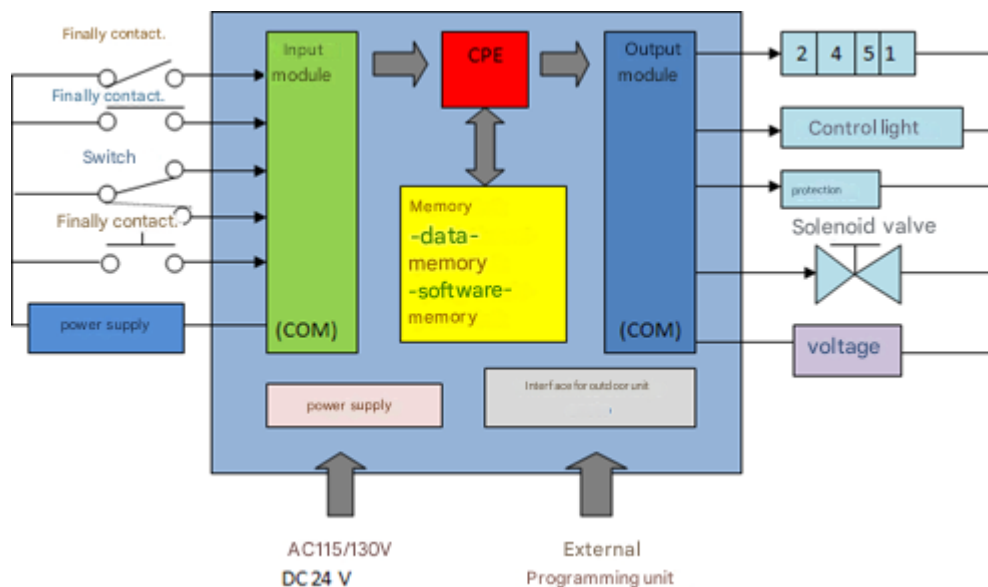 Finally contact.
Finally contact.
Switch
Finally contact.
power supply
Input
module
(COM)
CPE
Memory
-data-
memory
-software-
memory
Output
module
(COM)
power supply
Interface for outdoor unit
2 4 5 1
Control light
protection
Solenoid valve
voltage
AC115/130V
DC 24 V
External
Programming unit